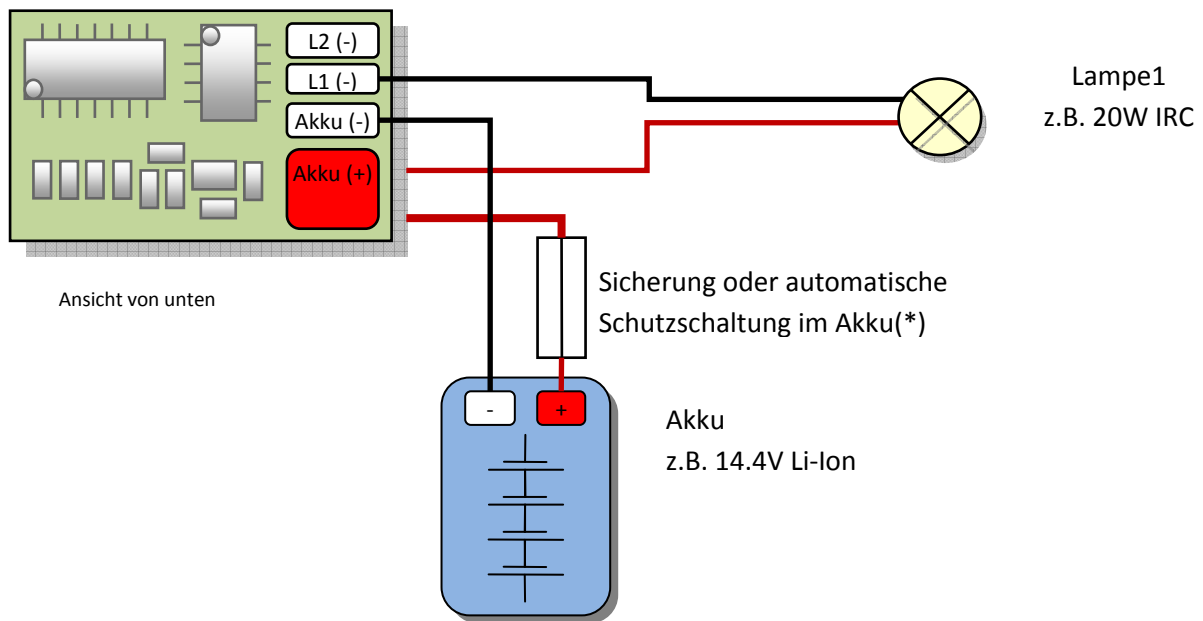 L2 (-)
L1 (-)
Akku (-)
Akku (+)
Lampe1
z.B. 20W IRC
Ansicht von unten
Sicherung oder automatische
Schutzschaltung im Akku(*)
- +
Akku
z.B. 14.4V Li-Ion